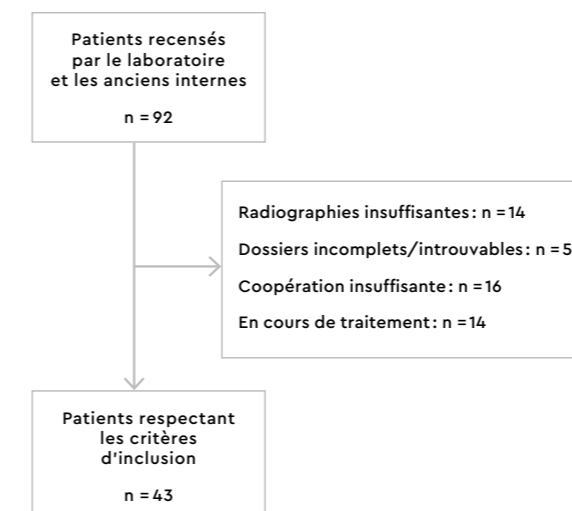 Patients recensés
par le laboratoire
et les anciens internes
n = 92
Radiographies insuffisantes : n = 14
Dossiers incomplets/introuvables : n = 5
Coopération insuffisante : n = 16
En cours de traitement : n = 14
Patients respectant
les critères
d'inclusion
n = 43